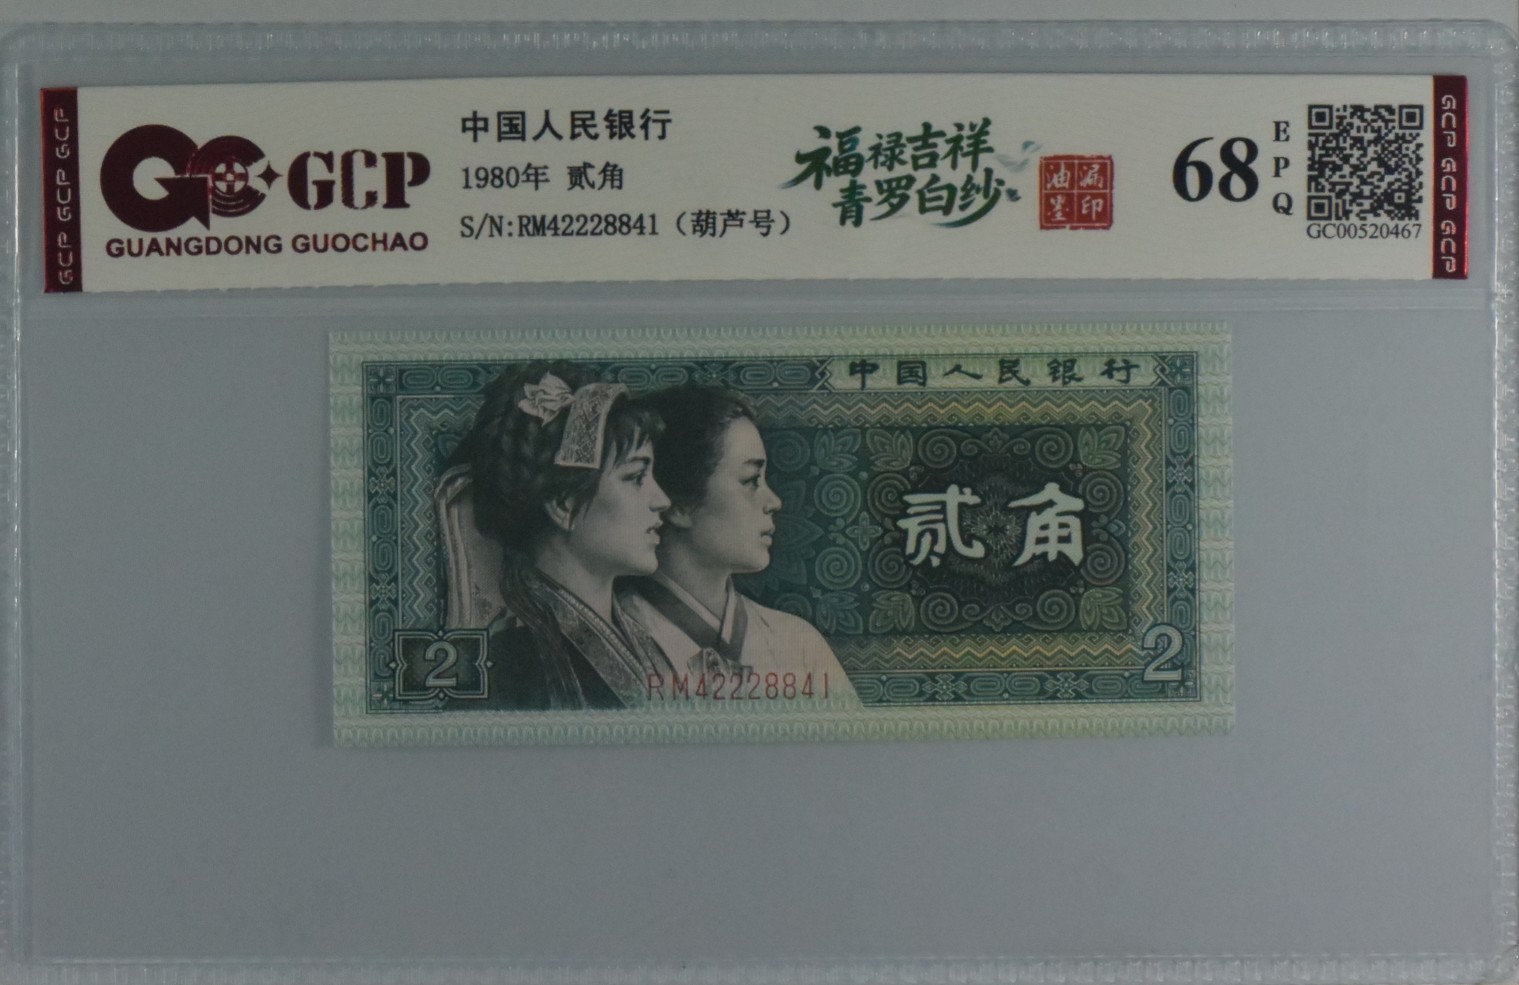 GCP
GUANGDONG GUOCHAO
中国人民银行
1980年 贰角
S/N:RM42228841（葫芦号）
福禄吉祥
青罗白纱
油墨漏印
68
EPQ
GC00520467
GCP GCP GCP
GCP GCP GCP
中国人民银行
贰角
2
2
RM42228841